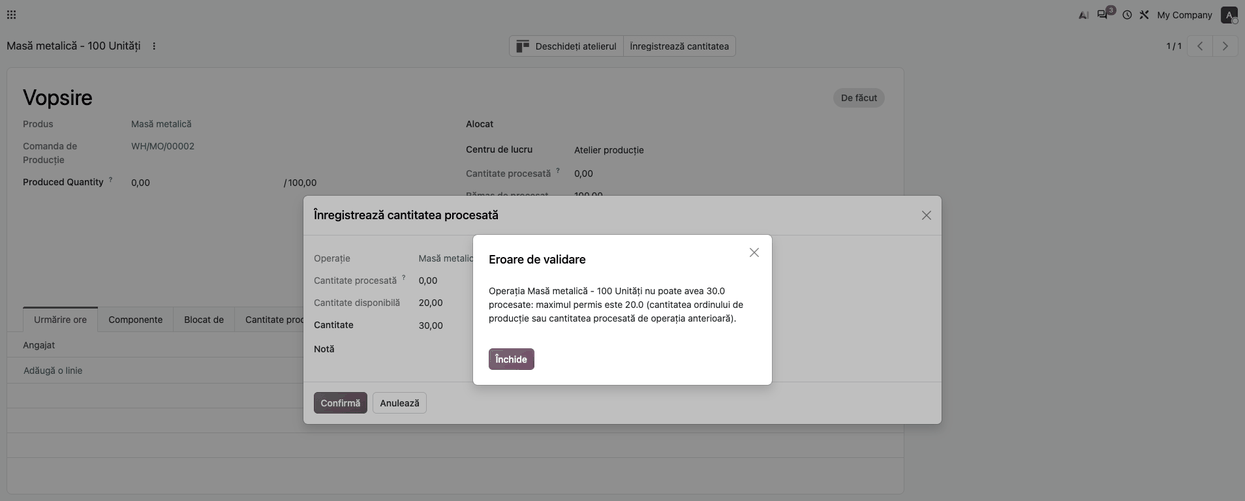 3
My Company
A
Masă metalică - 100 Unități
Deschideți atelierul
Înregistrează cantitatea
1 / 1
Vopsire
De făcut
Produs
Masă metalică
Alocat
Comanda de
Producție
WH/MO/00002
Centru de lucru
Atelier producție
Cantitate procesată ?
0,00
Produced Quantity ?
0,00
/ 100,00
Rămas de procesat
100,00
Înregistrează cantitatea procesată
Operație
Masă metalic
Cantitate procesată ?
0,00
Cantitate disponibilă
20,00
Cantitate
30,00
Notă
Confirmă
Anulează
Eroare de validare
Operația Masă metalică - 100 Unități nu poate avea 30.0
procesate: maximul permis este 20.0 (cantitatea ordinului de
producție sau cantitatea procesată de operația anterioară).
Închide
Urmărire ore
Componente
Blocat de
Cantitate proc
Angajat
Adăugă o linie